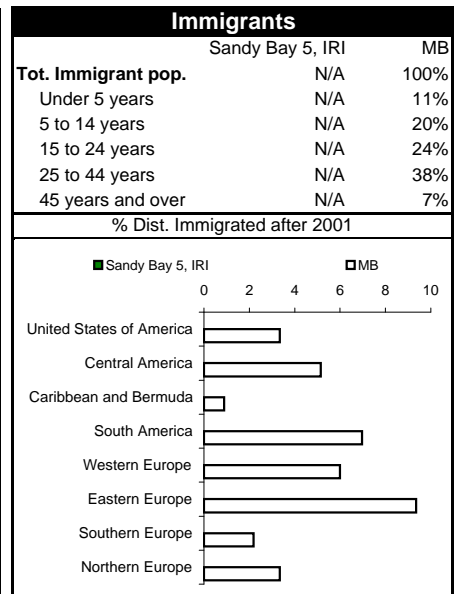 Immigrants
Sandy Bay 5, IRI MB
Tot. Immigrant pop. N/A 100%
Under 5 years N/A 11%
5 to 14 years N/A 20%
15 to 24 years N/A 24%
25 to 44 years N/A 38%
45 years and over N/A 7%
% Dist. Immigrated after 2001
Sandy Bay 5, IRI MB
0 2 4 6 8 10
United States of America
Central America
Caribbean and Bermuda
South America
Western Europe
Eastern Europe
Southern Europe
Northern Europe